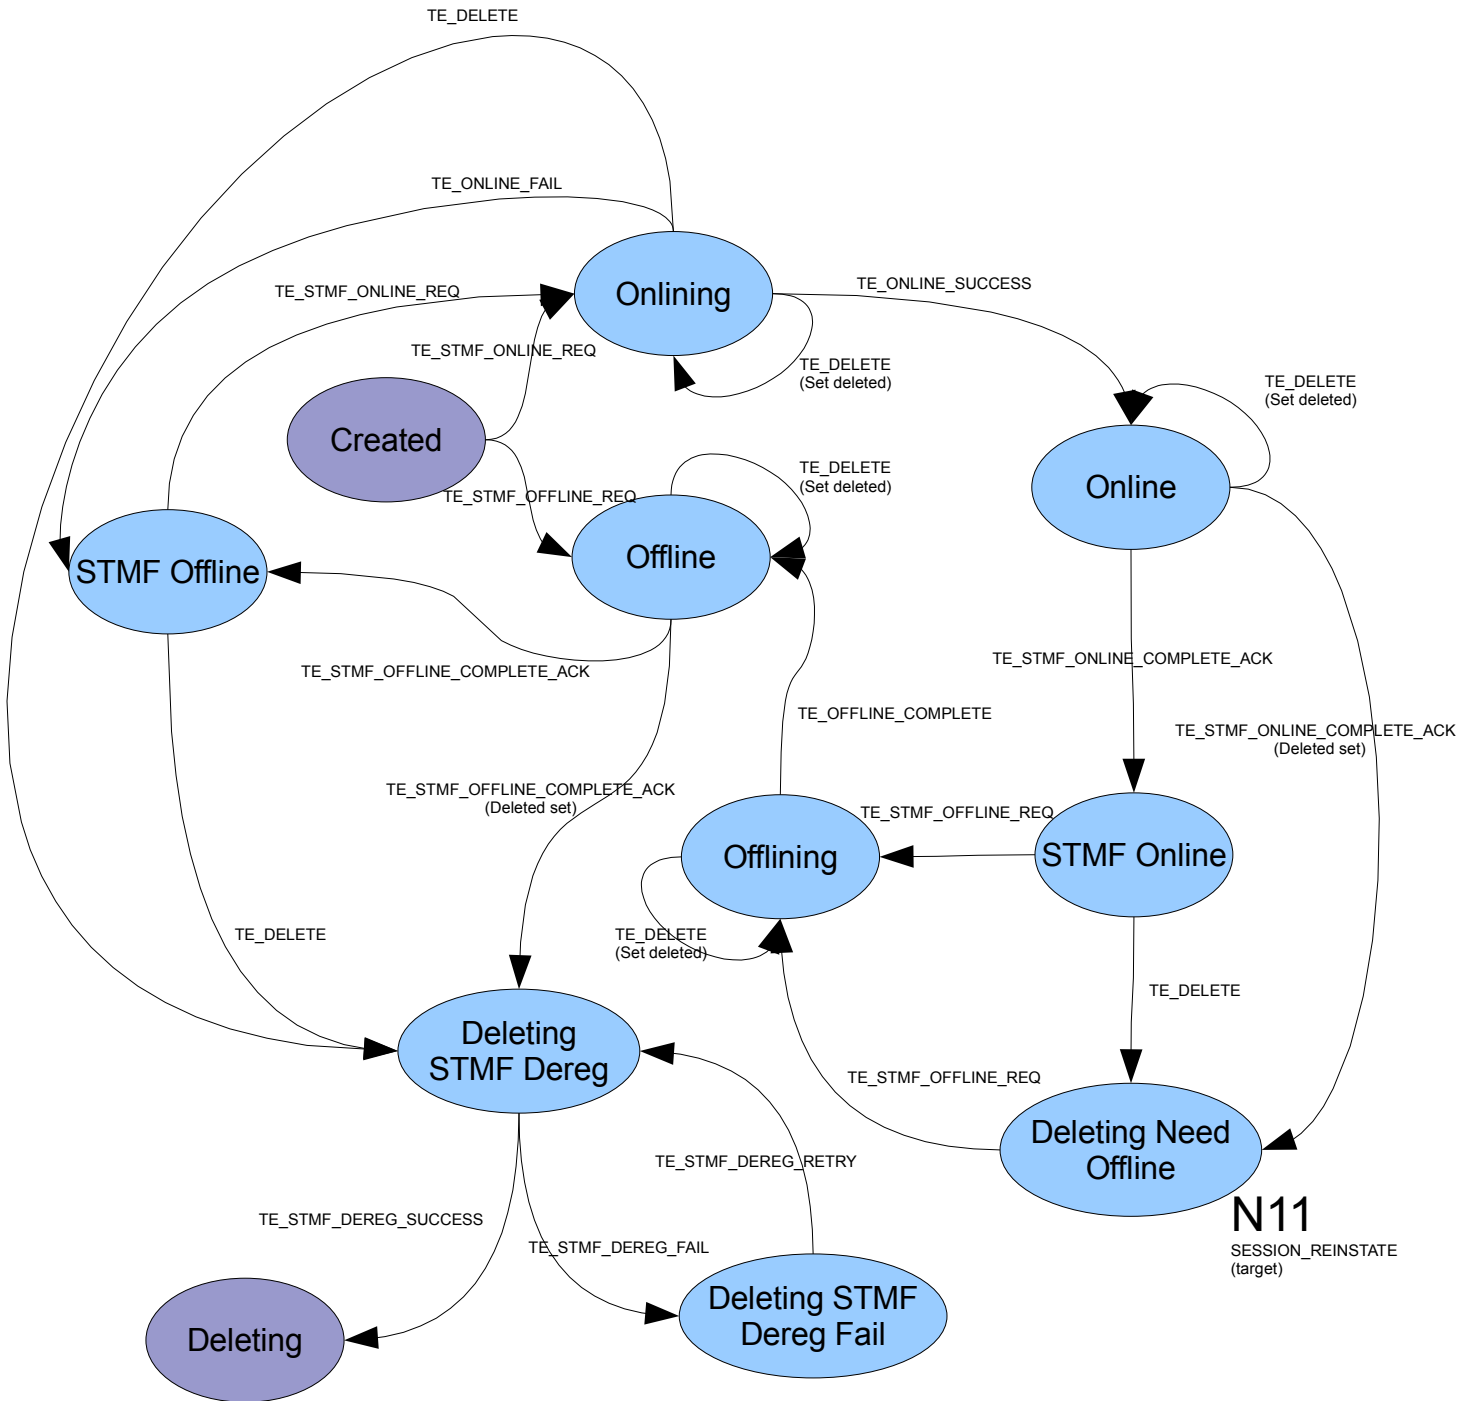 TE_DELETE
TE_ONLINE_FAIL
TE_STMF_ONLINE_REQ
Onlining
TE_ONLINE_SUCCESS
TE_STMF_ONLINE_REQ
TE_DELETE
(Set deleted)
TE_DELETE
(Set deleted)
Created
TE_DELETE
(Set deleted)
TE_STMF_OFFLINE_REQ
Online
Offline
STMF Offline
TE_STMF_OFFLINE_COMPLETE_ACK
TE_STMF_ONLINE_COMPLETE_ACK
TE_OFFLINE_COMPLETE
TE_STMF_ONLINE_COMPLETE_ACK
(Deleted set)
TE_STMF_OFFLINE_COMPLETE_ACK
(Deleted set)
TE_STMF_OFFLINE_REQ
Offlining
STMF Online
TE_DELETE
TE_DELETE
(Set deleted)
TE_DELETE
Deleting
STMF Dereg
TE_STMF_OFFLINE_REQ
Deleting Need
Offline
TE_STMF_DEREG_RETRY
N11
SESSION_REINSTATE
(target)
TE_STMF_DEREG_SUCCESS
TE_STMF_DEREG_FAIL
Deleting STMF
Dereg Fail
Deleting